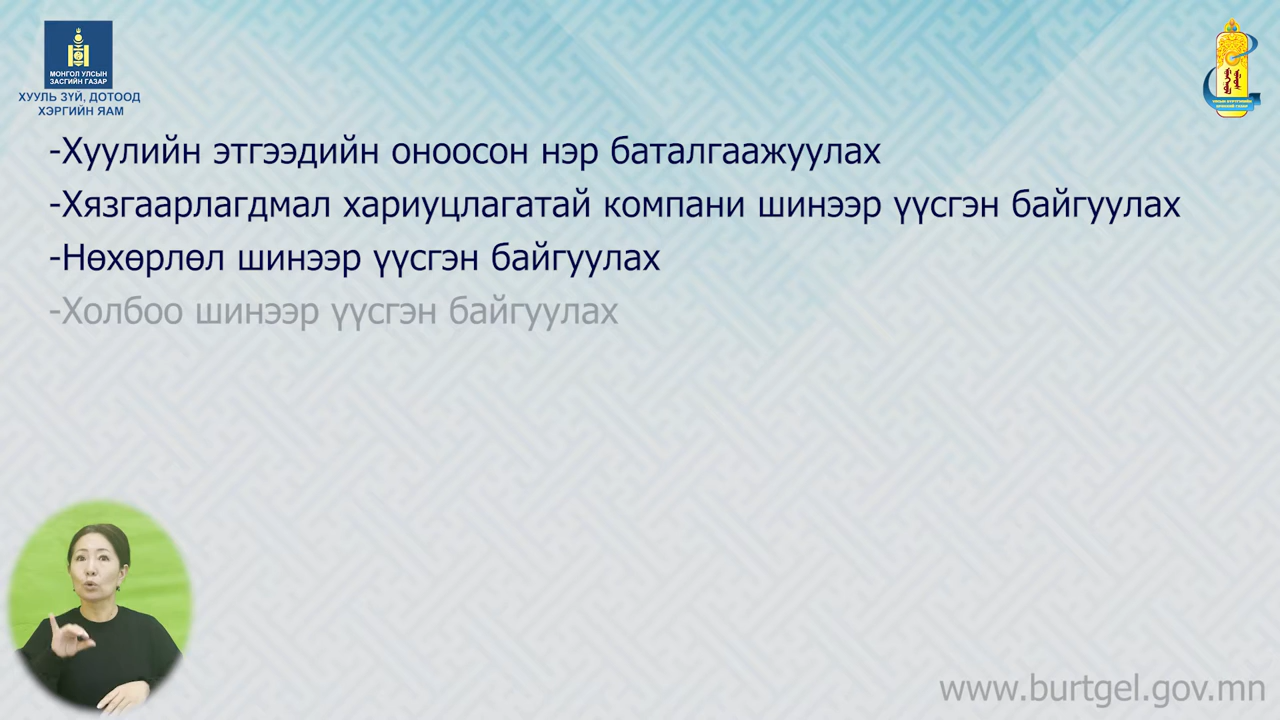 МОНГОЛ УЛСЫН
ЗАСГИЙН ГАЗАР
ХУУЛЬ ЗҮЙ, ДОТООД
ХЭРГИЙН ЯАМ
-Хуулийн этгээдийн оноосон нэр баталгаажуулах
-Хязгаарлагдмал хариуцлагатай компани шинээр үүсгэн байгуулах
-Нөхөрлөл шинээр үүсгэн байгуулах
-Холбоо шинээр үүсгэн байгуулах
www.burtgel.gov.mn